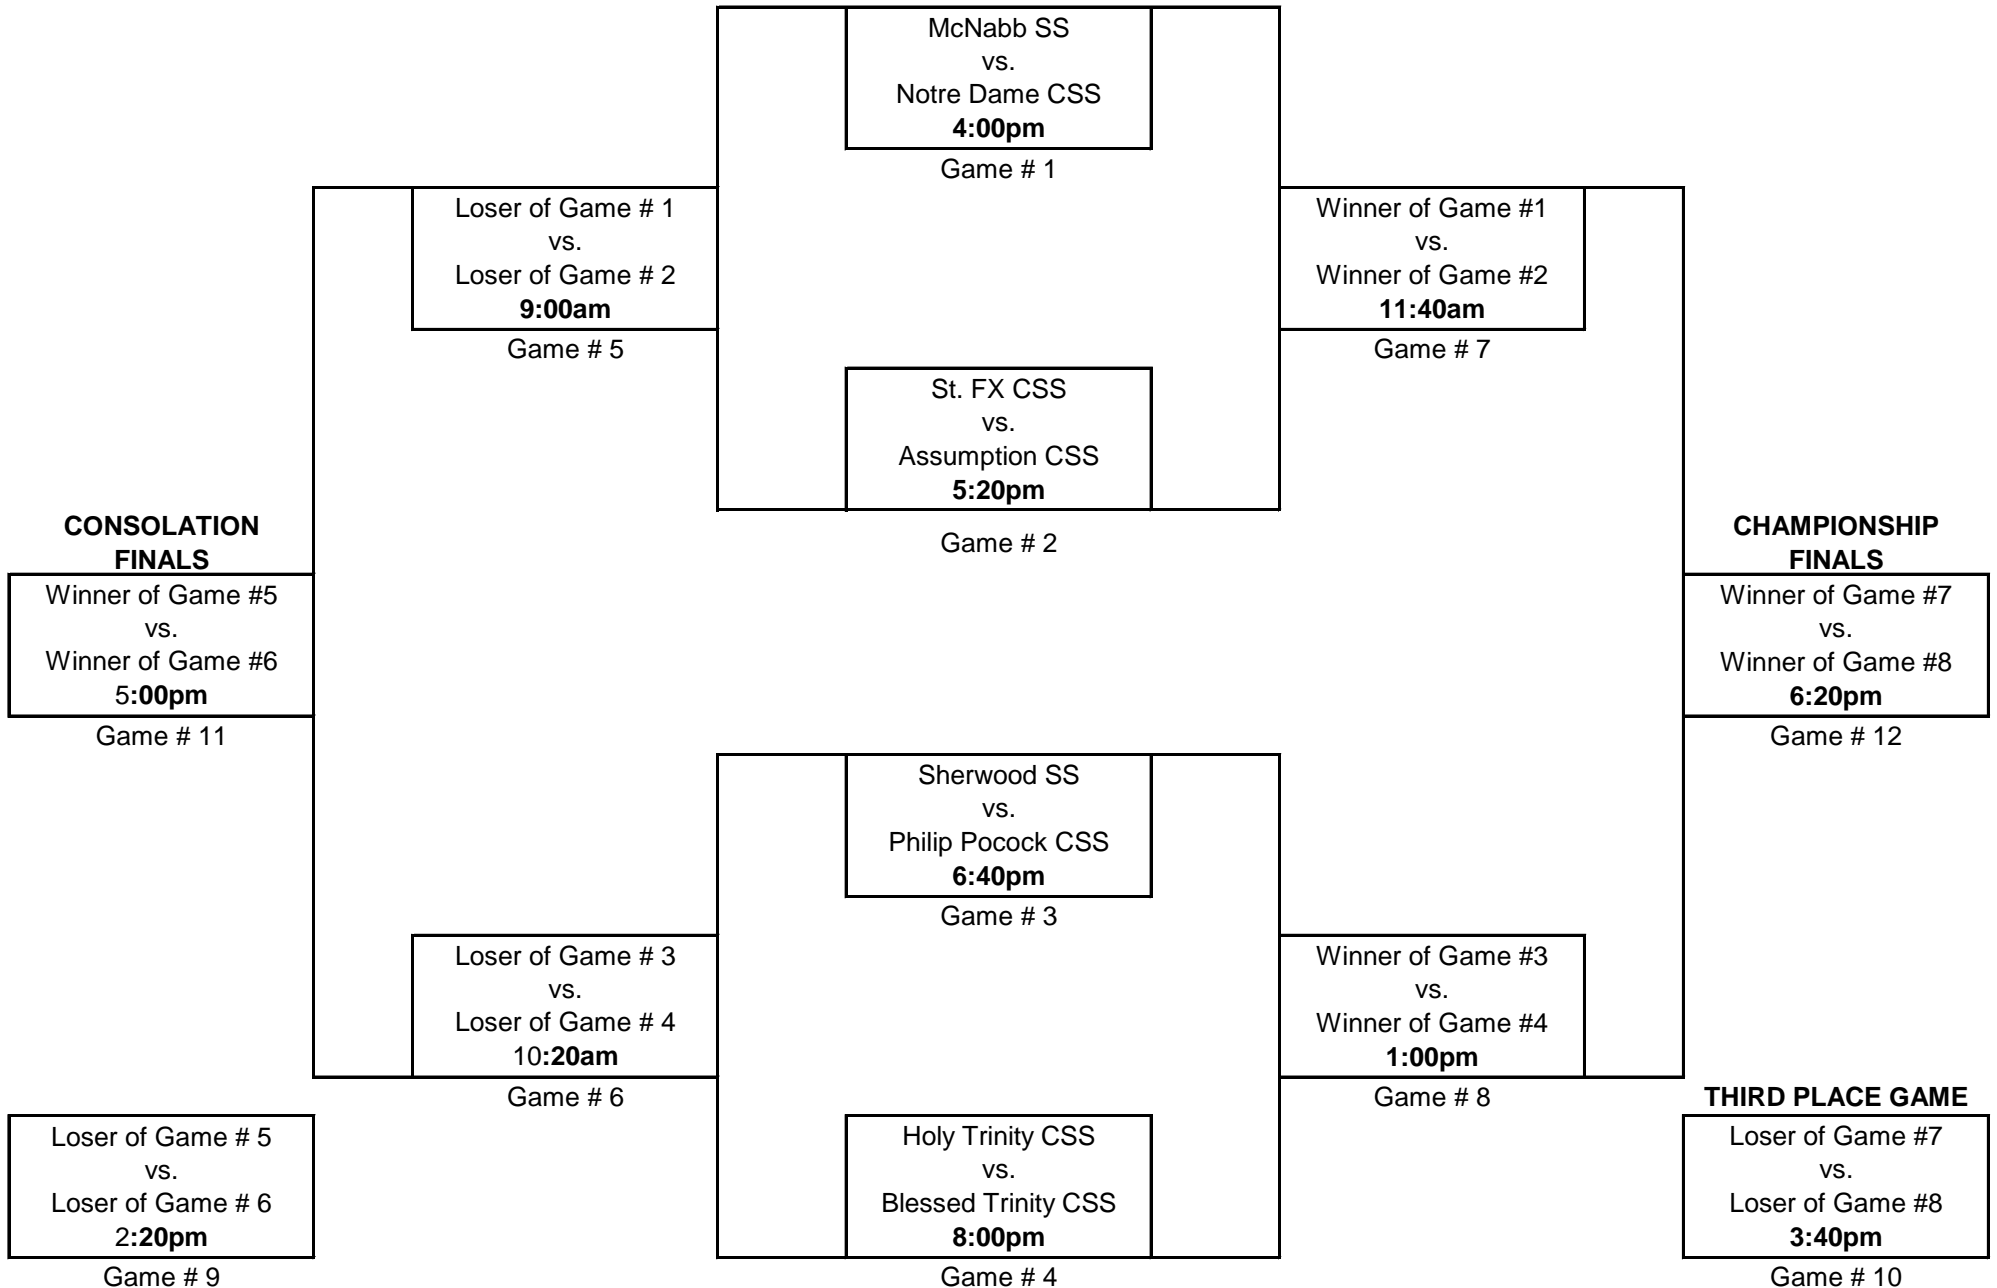 McNabb SS
vs.
Notre Dame CSS
4:00pm
Game # 1
Loser of Game # 1
vs.
Loser of Game # 2
9:00am
Game # 5
Winner of Game #1
vs.
Winner of Game #2
11:40am
Game # 7
St. FX CSS
vs.
Assumption CSS
5:20pm
Game # 2
CONSOLATION
FINALS
Winner of Game #5
vs.
Winner of Game #6
5:00pm
Game # 11
CHAMPIONSHIP
FINALS
Winner of Game #7
vs.
Winner of Game #8
6:20pm
Game # 12
Sherwood SS
vs.
Philip Pocock CSS
6:40pm
Game # 3
Loser of Game # 3
vs.
Loser of Game # 4
10:20am
Game # 6
Winner of Game #3
vs.
Winner of Game #4
1:00pm
Game # 8
Loser of Game # 5
vs.
Loser of Game # 6
2:20pm
Game # 9
Holy Trinity CSS
vs.
Blessed Trinity CSS
8:00pm
Game # 4
THIRD PLACE GAME
Loser of Game #7
vs.
Loser of Game #8
3:40pm
Game # 10